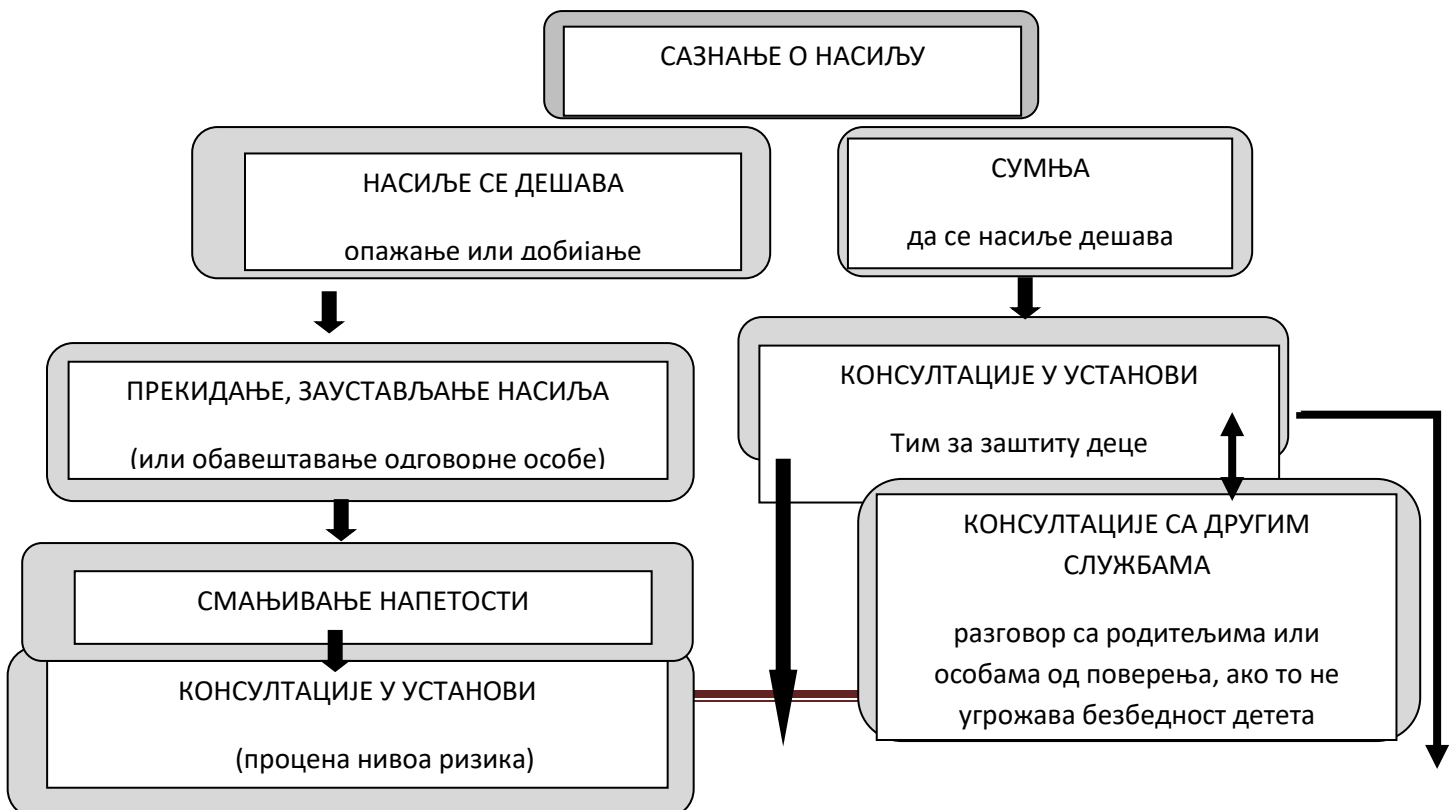 САЗНАЊЕ О НАСИЉУ
НАСИЉЕ СЕ ДЕШАВА
опажање или добијање
СУМЊА
да се насиље дешава
ПРЕКИДАЊЕ, ЗАУСТАВЉАЊЕ НАСИЉА
(или обавештавање одговорне особе)
КОНСУЛТАЦИЈЕ У УСТАНОВИ
Тим за заштиту деце
СМАЊИВАЊЕ НАПЕТОСТИ
КОНСУЛТАЦИЈЕ СА ДРУГИМ
СЛУЖБАМА
разговор са родитељима или
особама од поверења, ако то не
угрожава безбедност детета
КОНСУЛТАЦИЈЕ У УСТАНОВИ
(процена нивоа ризика)